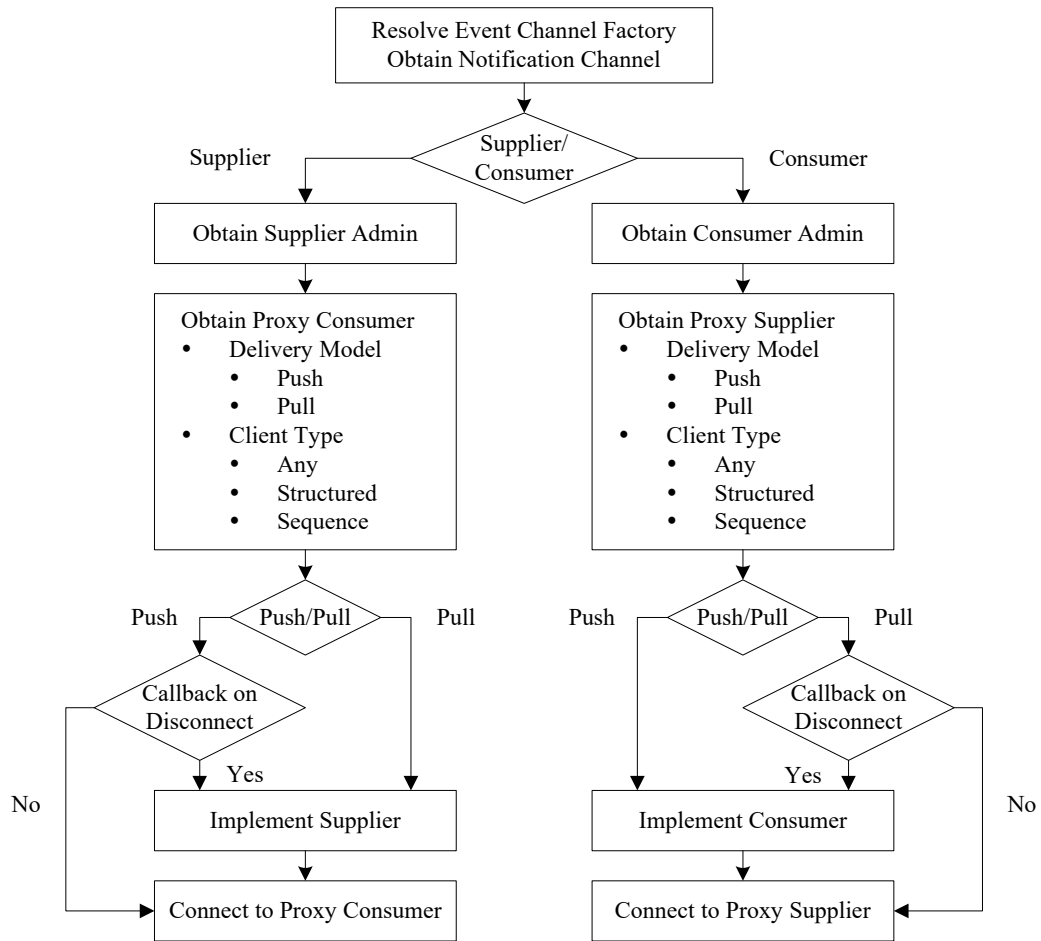 Resolve Event Channel Factory
Obtain Notification Channel
Supplier/
Consumer
Supplier
Consumer
Obtain Supplier Admin
Obtain Consumer Admin
Obtain Proxy Consumer
• Delivery Model
• Push
• Pull
• Client Type
• Any
• Structured
• Sequence
Obtain Proxy Supplier
• Delivery Model
• Push
• Pull
• Client Type
• Any
• Structured
• Sequence
Push
Push/Pull
Pull
Push
Push/Pull
Pull
Callback on
Disconnect
Callback on
Disconnect
Yes
No
Yes
No
Implement Supplier
Implement Consumer
Connect to Proxy Consumer
Connect to Proxy Supplier